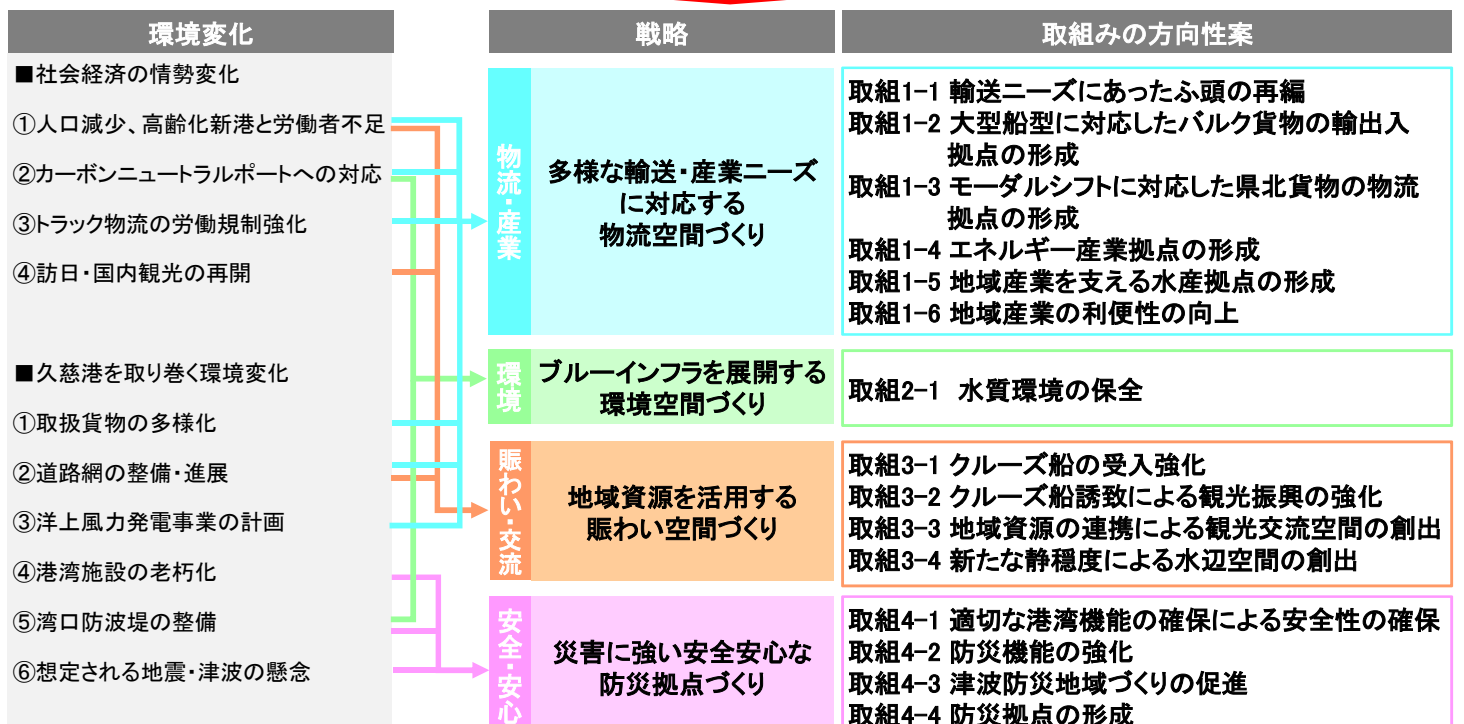 環境変化
■社会経済の情勢変化
①人口減少、高齢化新港と労働者不足
②カーボンニュートラルポートへの対応
③トラック物流の労働規制強化
④訪日・国内観光の再開
■久慈港を取り巻く環境変化
①取扱貨物の多様化
②道路網の整備・進展
③洋上風力発電事業の計画
④港湾施設の老朽化
⑤湾口防波堤の整備
⑥想定される地震・津波の懸念
戦略
物流・産業
多様な輸送・産業ニーズ
に対応する
物流空間づくり
環境
ブルーインフラを展開する
環境空間づくり
賑わい・交流
地域資源を活用する
賑わい空間づくり
安全・安心
災害に強い安全安心な
防災拠点づくり
取組みの方向性案
取組1-1 輸送ニーズにあったふ頭の再編
取組1-2 大型船型に対応したバルク貨物の輸出入
拠点の形成
取組1-3 モーダルシフトに対応した県北貨物の物流
拠点の形成
取組1-4 エネルギー産業拠点の形成
取組1-5 地域産業を支える水産拠点の形成
取組1-6 地域産業の利便性の向上
取組2-1 水質環境の保全
取組3-1 クルーズ船の受入強化
取組3-2 クルーズ船誘致による観光振興の強化
取組3-3 地域資源の連携による観光交流空間の創出
取組3-4 新たな静穏度による水辺空間の創出
取組4-1 適切な港湾機能の確保による安全性の確保
取組4-2 防災機能の強化
取組4-3 津波防災地域づくりの促進
取組4-4 防災拠点の形成